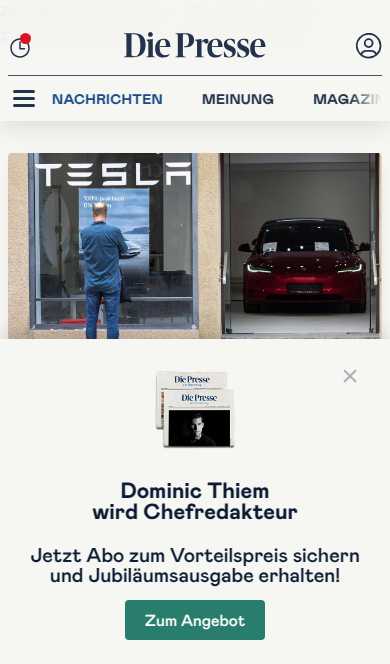 Die Presse
NACHRICHTEN
MEINUNG
MAGAZIN
TESLA
Die Presse
Die Presse
Dominic Thiem
wird Chefredakteur
Jetzt Abo zum Vorteilspreis sichern
und Jubiläumsausgabe erhalten!
Zum Angebot